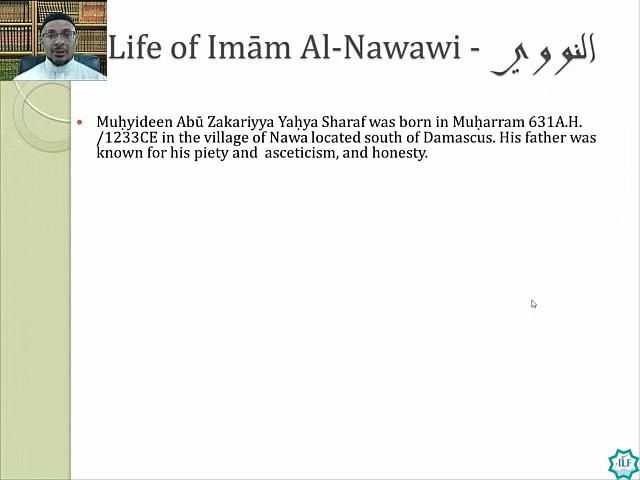 Life of Imām Al-Nawawi - النووي
Muḥyideen Abū Zakariyya Yaḥya Sharaf was born in Muḥarram 631A.H.
/1233CE in the village of Nawa located south of Damascus. His father was
known for his piety and  asceticism, and honesty.
ILF